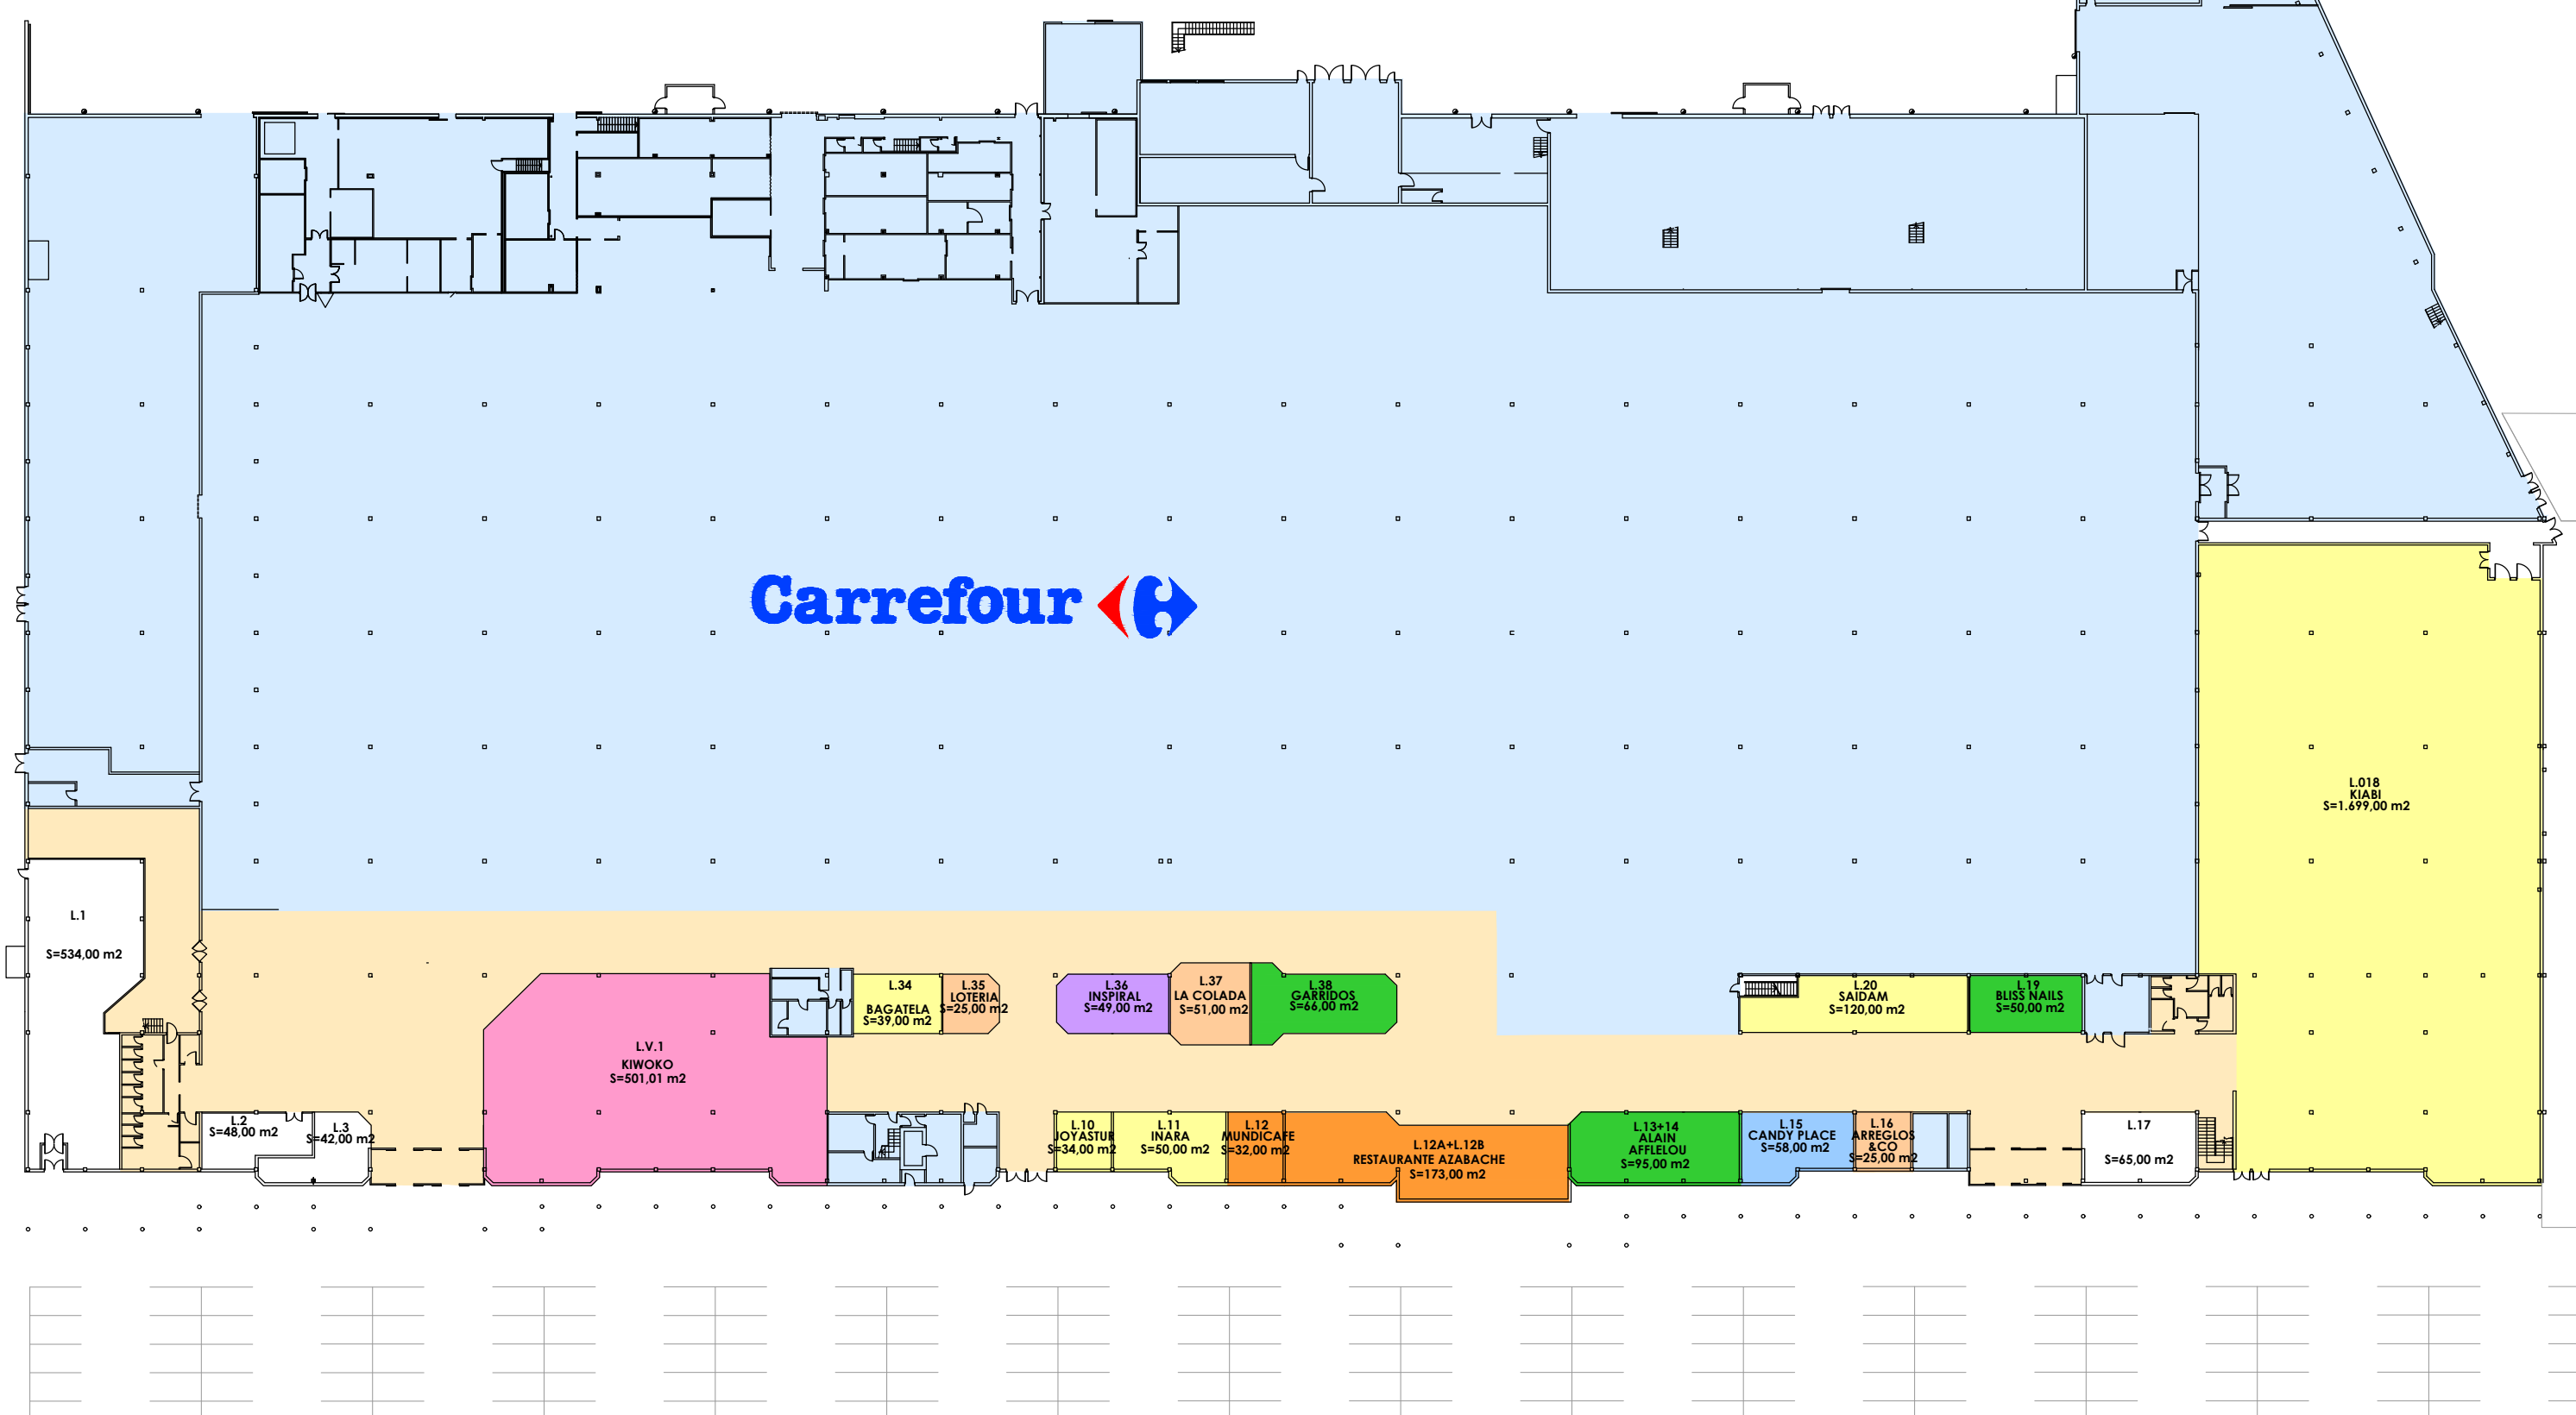 Carrefour
L.018
KIABI
S=1.699,00 m2
L.1
S=534,00 m2
L.34
BAGATELA
S=39,00 m2
L.35
LOTERIA
S=25,00 m2
L.36
INSPIRAL
S=49,00 m2
L.37
LA COLADA
S=51,00 m2
L.38
GARRIDOS
S=66,00 m2
L.20
SAIDAM
S=120,00 m2
L.19
BLISS NAILS
S=50,00 m2
L.V.1
KIWOKO
S=501,01 m2
L.2
S=48,00 m2
L.3
S=42,00 m2
L.10
JOYASTUR
S=34,00 m2
L.11
INARA
S=50,00 m2
L.12
MUNDICAFE
S=32,00 m2
L.12A+L.12B
RESTAURANTE AZABACHE
S=173,00 m2
L.13+14
ALAIN
AFFLELOU
S=95,00 m2
L.15
CANDY PLACE
S=58,00 m2
L.16
ARREGLOS
&CO
S=25,00 m2
L.17
S=65,00 m2